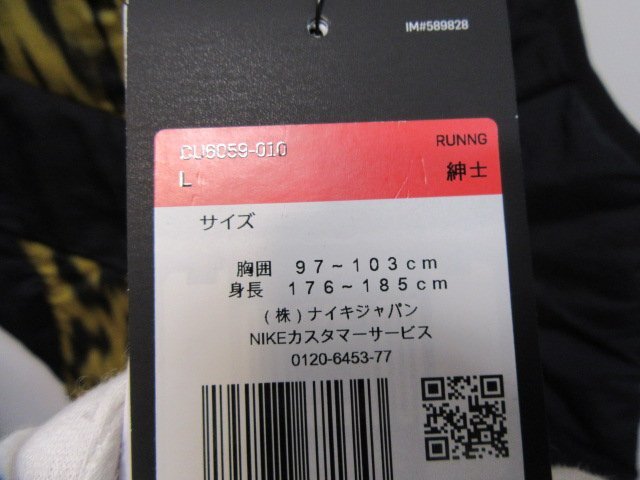 IM#589828
CU6059-010 RUNNG
L 紳士
サイズ
胸囲 97~103cm
身長 176~185cm
(株)ナイキジャパン
NIKEカスタマーサービス
0120-6453-77